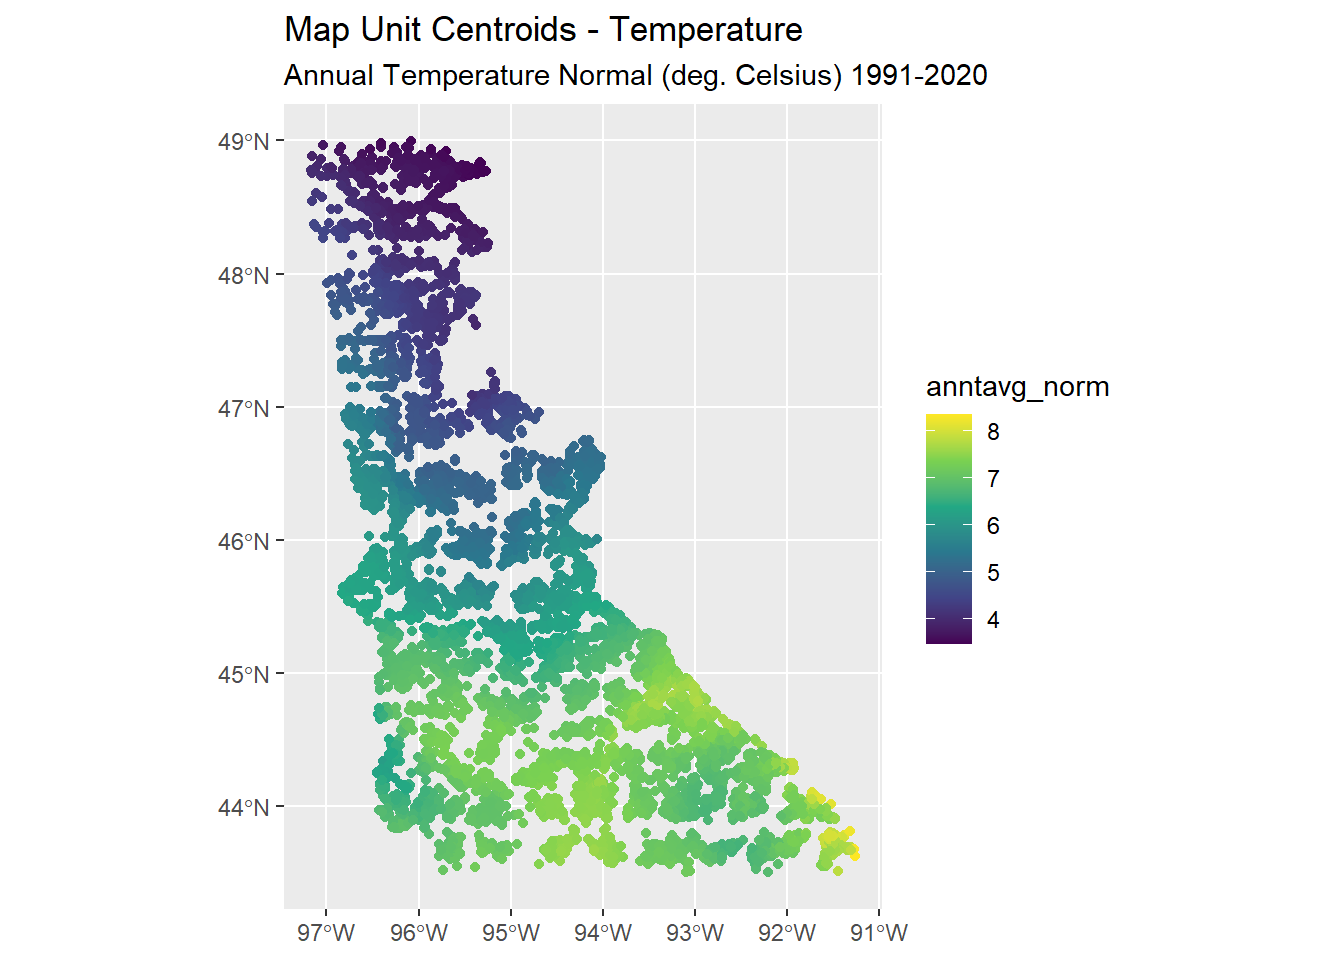 Map Unit Centroids - Temperature
Annual Temperature Normal (deg. Celsius) 1991-2020
49°N
48°N
47°N
46°N
45°N
44°N
97°W 96°W 95°W 94°W 93°W 92°W 91°W
anntavg_norm
8
7
6
5
4